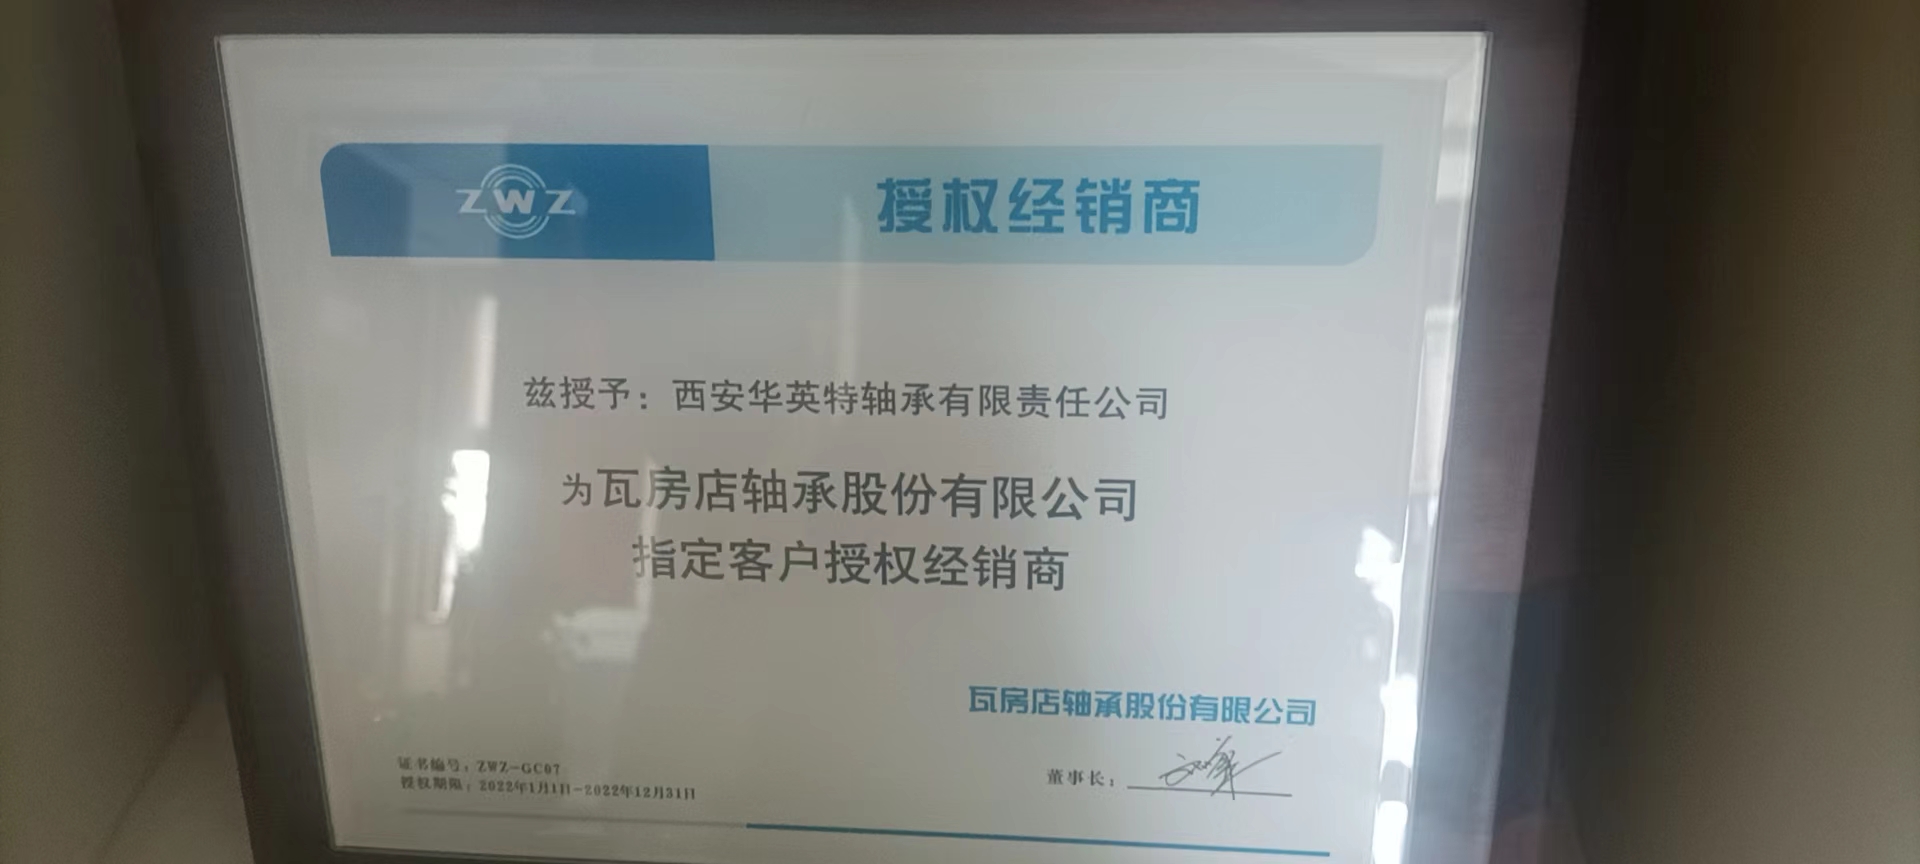 ZWZ
授权经销商
兹授予：西安华英特轴承有限责任公司
为瓦房店轴承股份有限公司
指定客户授权经销商
瓦房店轴承股份有限公司
证书编号：ZWZ-GC07
授权期限：2022年1月1日-2022年12月31日
董事长：